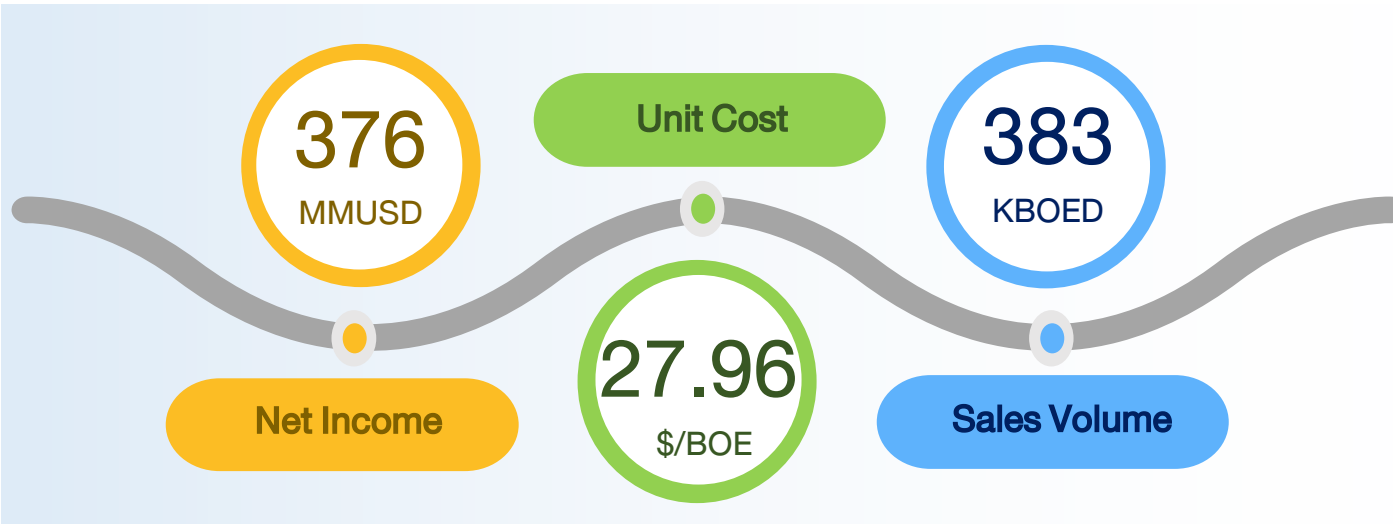 376
MMUSD
Net Income
Unit Cost
27.96
$/BOE
383
KBOED
Sales Volume